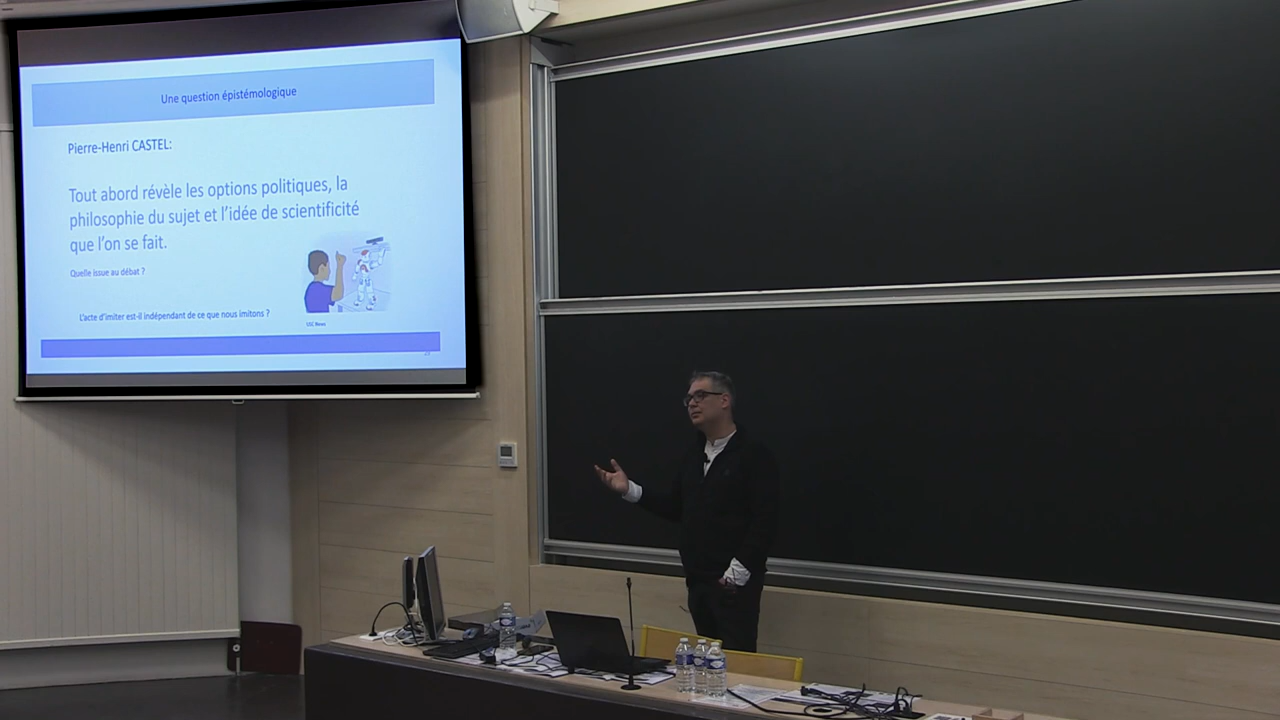 Une question épistémologique
Pierre-Henri CASTEL:
Tout abord révèle les options politiques, la
philosophie du sujet et l'idée de scientificité
que l'on se fait.
Quelle issue au débat ?
L'acte d'imiter est-il indépendant de ce que nous imitons ?
USC News